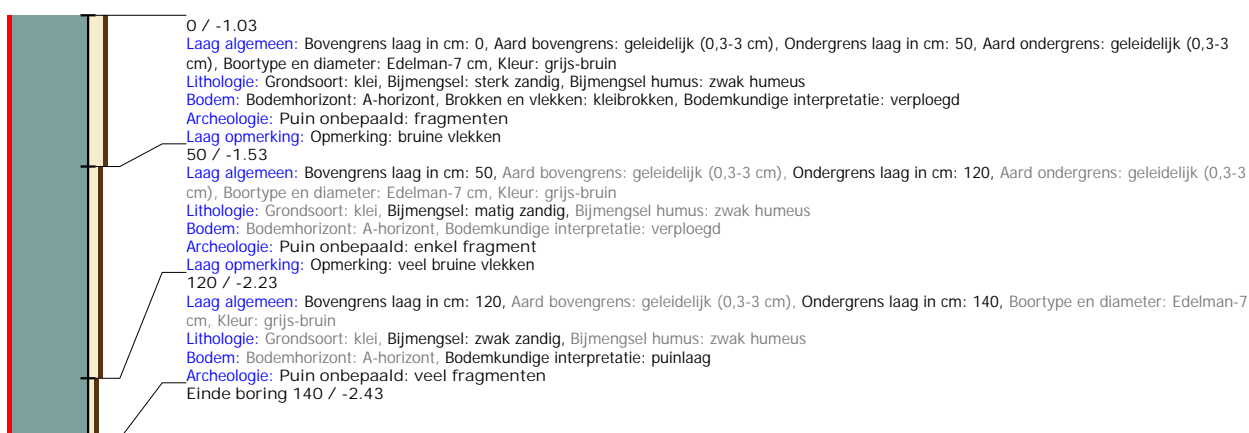 0 / -1.03
Laag algemeen: Bovengrens laag in cm: 0, Aard bovengrens: geleidelijk (0,3-3 cm), Ondergrens laag in cm: 50, Aard ondergrens: geleidelijk (0,3-3
cm), Boortype en diameter: Edelman-7 cm, Kleur: grijs-bruin
Lithologie: Grondsoort: klei, Bijmengsel: sterk zandig, Bijmengsel humus: zwak humeus
Bodem: Bodemhorizont: A-horizont, Brokken en vlekken: kleibrokken, Bodemkundige interpretatie: verploegd
Archeologie: Puin onbepaald: fragmenten
Laag opmerking: Opmerking: bruine vlekken
50 / -1.53
Laag algemeen: Bovengrens laag in cm: 50, Aard bovengrens: geleidelijk (0,3-3 cm), Ondergrens laag in cm: 120, Aard ondergrens: geleidelijk (0,3-3
cm), Boortype en diameter: Edelman-7 cm, Kleur: grijs-bruin
Lithologie: Grondsoort: klei, Bijmengsel: matig zandig, Bijmengsel humus: zwak humeus
Bodem: Bodemhorizont: A-horizont, Bodemkundige interpretatie: verploegd
Archeologie: Puin onbepaald: enkel fragment
Laag opmerking: Opmerking: veel bruine vlekken
120 / -2.23
Laag algemeen: Bovengrens laag in cm: 120, Aard bovengrens: geleidelijk (0,3-3 cm), Ondergrens laag in cm: 140, Boortype en diameter: Edelman-7
cm, Kleur: grijs-bruin
Lithologie: Grondsoort: klei, Bijmengsel: zwak zandig, Bijmengsel humus: zwak humeus
Bodem: Bodemhorizont: A-horizont, Bodemkundige interpretatie: puinlaag
Archeologie: Puin onbepaald: veel fragmenten
Einde boring 140 / -2.43